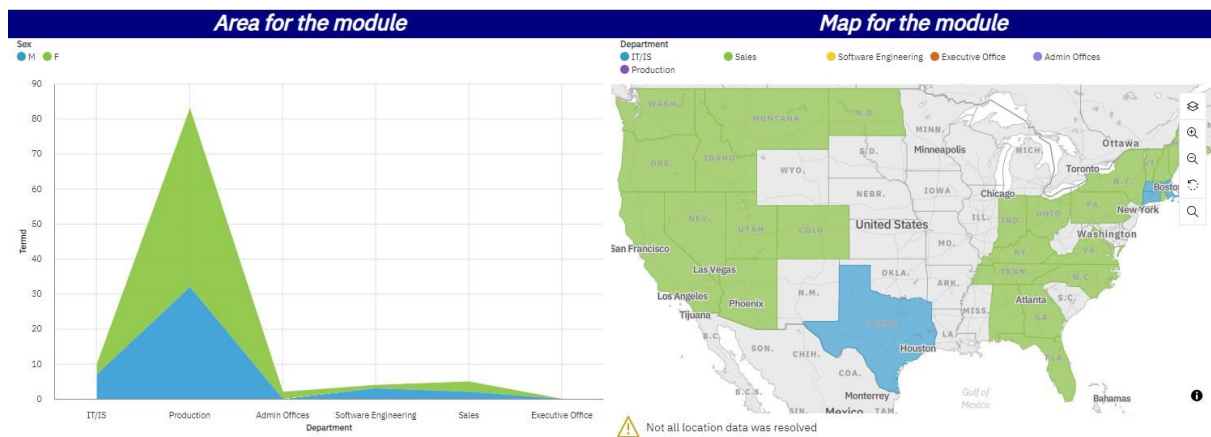 Area for the module
Sex
M F
90
80
70
60
50
40
30
20
10
0
Termd
IT/IS Production Admin Offices Software Engineering Sales Executive Office
Department
Map for the module
Department
IT/IS Sales Software Engineering Executive Office Admin Offices
Production
WASH.
MONTANA
N.D.
MINN.
Ottawa
ORE.
IDAHO
S.D.
Minneapolis
MICH.
Toronto
VT.
WYO.
N.Y.
Boston
NEBR.
IOWA
Chicago
PA.
New York
NEV.
UTAH
COLO.
United States
ILL.
IND.
OHIO
Washington
San Francisco
MO.
KY.
VA.
Las Vegas
OKLA.
TENN.
N.C.
Los Angeles
Phoenix
N.M.
ARK.
Atlanta
S.C.
Tijuana
MISS.
GA.
B.C.
TEXAS
LA.
SON.
CHIH.
Houston
FLA.
COA.
B.C.S.
Monterrey
Gulf of
Mexico
Bahamas
SIN.
Mexico
TAM.
Not all location data was resolved